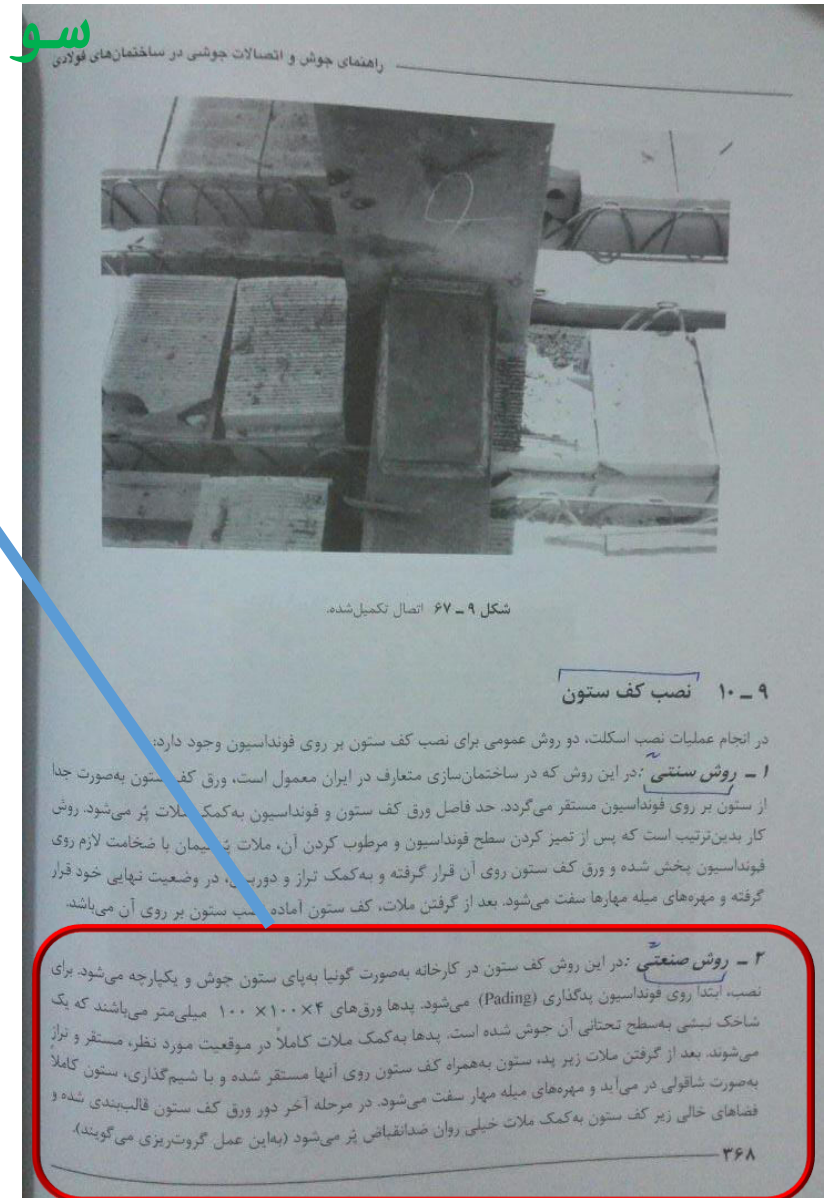 سو
راهنمای جوش و اتصالات جوشی در ساختمان‌های فولادی
شکل ۹ ـ ۶۷ اتصال تکمیل‌شده.
۹ ـ ۱۰ نصب کف ستون
در انجام عملیات نصب اسکلت، دو روش عمومی برای نصب کف ستون بر روی فونداسیون وجود دارد:
۱ ـ روش سنتی: در این روش که در ساختمان‌سازی متعارف در ایران معمول است، ورق کف ستون به‌صورت جدا
از ستون بر روی فونداسیون مستقر می‌گردد. حد فاصل ورق کف ستون و فونداسیون به‌کمک ملات پُر می‌شود. روش
کار بدین‌ترتیب است که پس از تمیز کردن سطح فونداسیون و مرطوب کردن آن، ملات سیمان با ضخامت لازم روی
فونداسیون پخش شده و ورق کف ستون روی آن قرار گرفته و به‌کمک تراز و در وضعیت نهایی خود قرار
گرفته و مهره‌های میله مهارها سفت می‌شود. بعد از گرفتن ملات، کف ستون آماده نصب ستون بر روی آن می‌باشد.
۲ ـ روش صنعتی: در این روش کف ستون در کارخانه به‌صورت گونیا به‌پای ستون جوش و یکپارچه می‌شود. برای
نصب، ابتدا روی فونداسیون پدگذاری (Pading) می‌شود. پدها ورق‌های ۴×۱۰۰×۱۰۰ میلی‌متر می‌باشند که یک
شاخک نبشی به‌سطح تحتانی آن جوش شده است. پدها به‌کمک ملات کاملاً در موقعیت مورد نظر، مستقر و تراز
می‌شوند. بعد از گرفتن ملات زیر پد، ستون به‌همراه کف ستون روی آنها مستقر شده و با شیم‌گذاری، ستون کاملاً
به‌صورت شاقولی در می‌آید و مهره‌های میله مهار سفت می‌شود. در مرحله آخر دور ورق کف ستون قالب‌بندی شده و
فضاهای خالی زیر کف ستون به‌کمک ملات خیلی روان ضدانقباض پُر می‌شود (به‌این عمل گروت‌ریزی می‌گویند).
۳۶۸